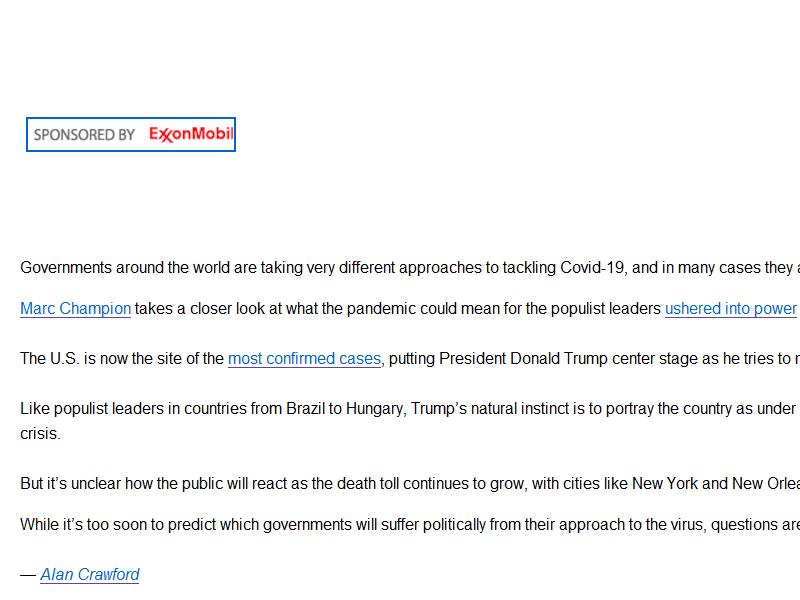 SPONSORED BY ExxonMobil
Governments around the world are taking very different approaches to tackling Covid-19, and in many cases they
Marc Champion takes a closer look at what the pandemic could mean for the populist leaders ushered into power
The U.S. is now the site of the most confirmed cases, putting President Donald Trump center stage as he tries to
Like populist leaders in countries from Brazil to Hungary, Trump’s natural instinct is to portray the country as under
crisis.
But it’s unclear how the public will react as the death toll continues to grow, with cities like New York and New
While it’s too soon to predict which governments will suffer politically from their approach to the virus, questions
— Alan Crawford